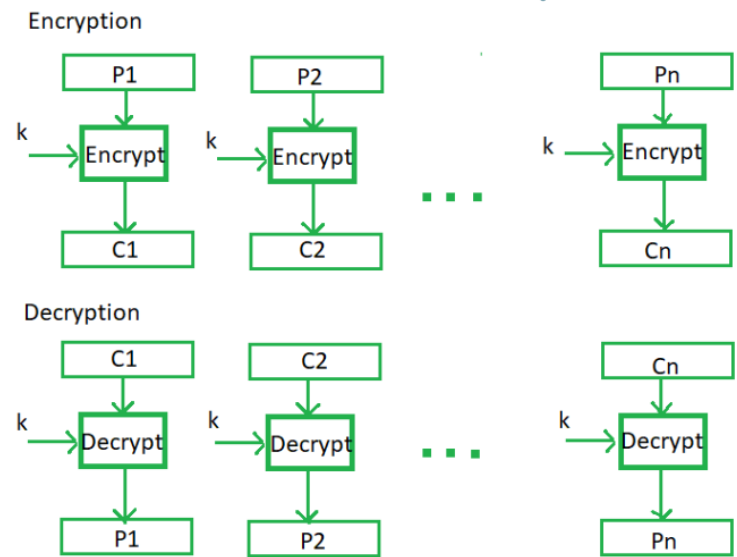 Encryption
P1 P2 Pn
k k k
Encrypt Encrypt Encrypt
C1 C2 Cn
Decryption
C1 C2 Cn
k k k
Decrypt Decrypt Decrypt
P1 P2 Pn